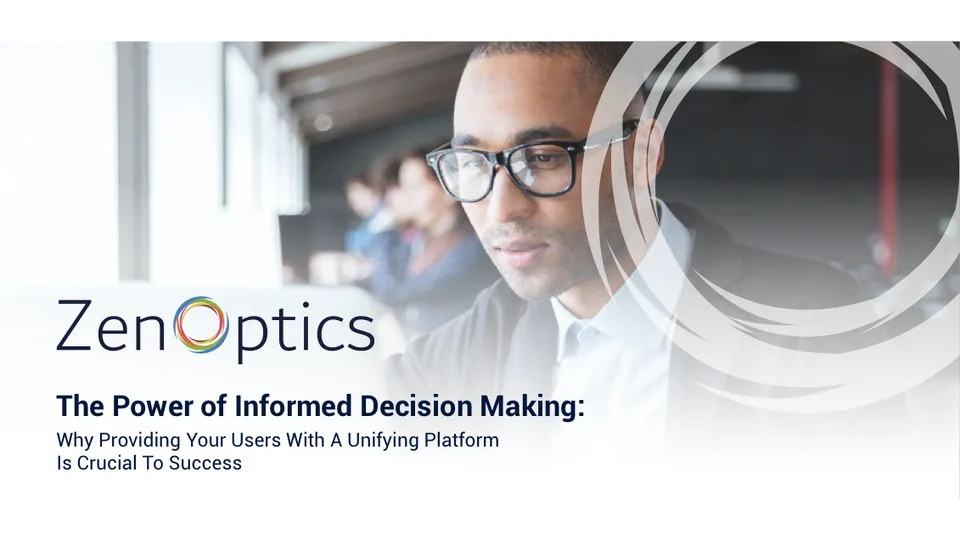 ZenOptics
The Power of Informed Decision Making:
Why Providing Your Users With A Unifying Platform
Is Crucial To Success